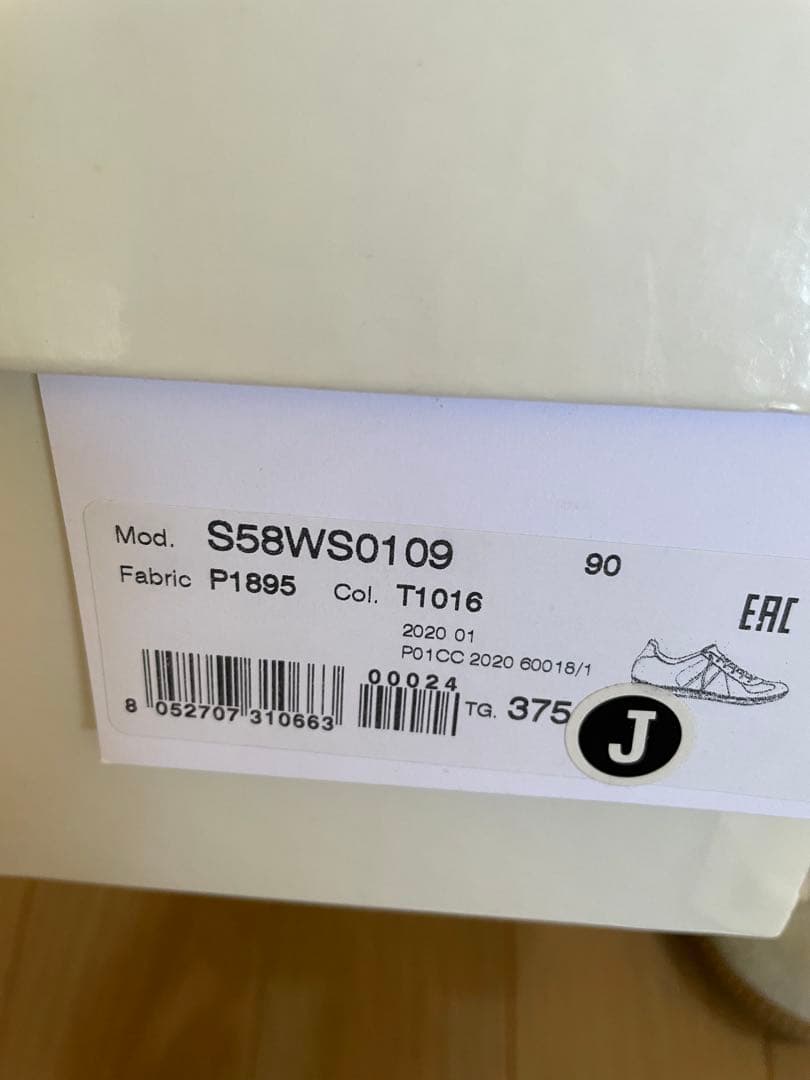 Mod. S58WS0109 90
Fabric P1895 Col. T1016
EAC
2020 01
P01CC 2020 60018/1
00024
8 052707 310663
TG. 375
J